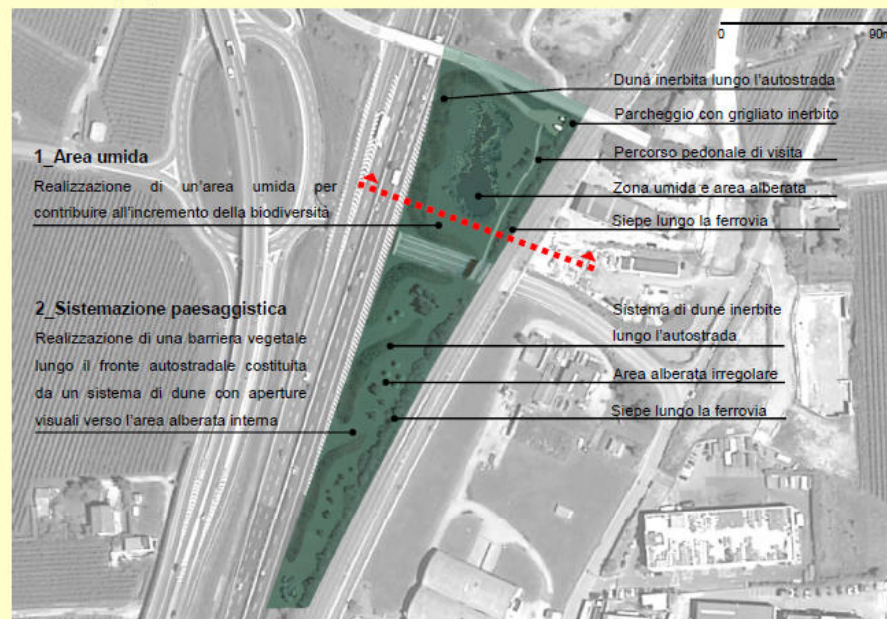 0
90m
Duna inerbita lungo l'autostrada
Parcheggio con grigliato inerbito
Percorso pedonale di visita
Zona umida e area alberata
Siepe lungo la ferrovia
1_Area umida
Realizzazione di un'area umida per
contribuire all'incremento della biodiversità
2_Sistemazione paesaggistica
Realizzazione di una barriera vegetale
lungo il fronte autostradale costituita
da un sistema di dune con aperture
visuali verso l'area alberata interna
Sistema di dune inerbite
lungo l'autostrada
Area alberata irregolare
Siepe lungo la ferrovia